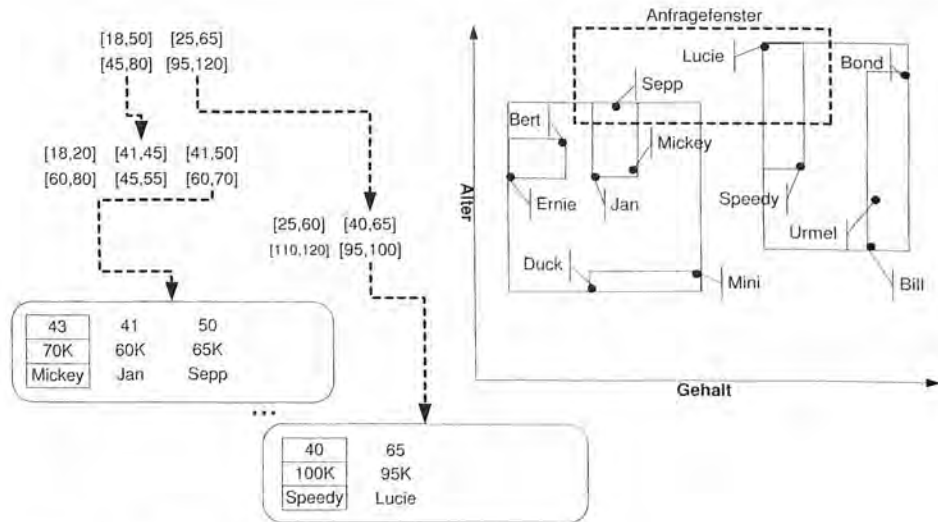 [18,50] [25,65]
[45,80] [95,120]
[18,20] [41,45] [41,50]
[60,80] [45,55] [60,70]
[25,60] [40,65]
[110,120] [95,100]
43 41 50
70K 60K 65K
Mickey Jan Sepp
...
40 65
100K 95K
Speedy Lucie
Anfragefenster
Lucie
Bond
Sepp
Bert
Mickey
Alter
Ernie
Jan
Speedy
Urmel
Duck
Mini
Bill
Gehalt